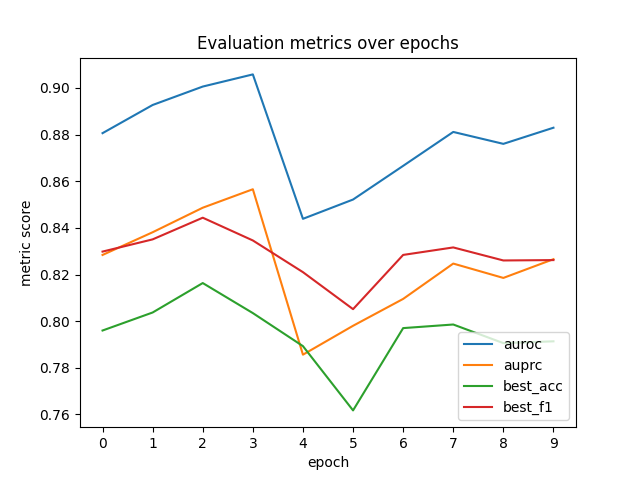 Evaluation metrics over epochs
metric score
0.90
0.88
0.86
0.84
0.82
0.80
0.78
0.76
auroc
auprc
best_acc
best_f1
0 1 2 3 4 5 6 7 8 9
epoch